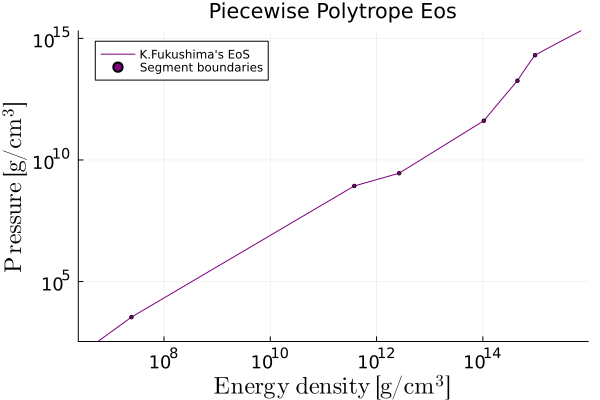 Piecewise Polytrope Eos
K.Fukushima's EoS
Segment boundaries
10^15
10^10
10^5
Pressure [g/cm^3]
10^8 10^10 10^12 10^14
Energy density [g/cm^3]